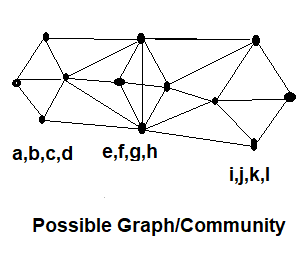 a,b,c,d
e,f,g,h
i,j,k,l
Possible Graph/Community